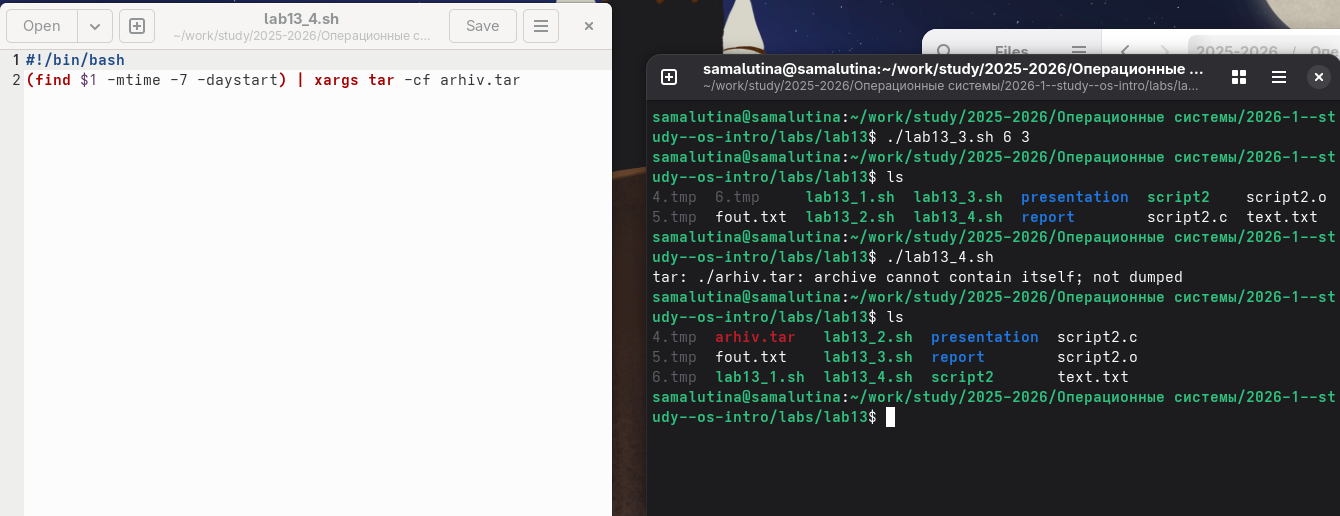 Open
lab13_4.sh
~/work/study/2025-2026/Операционные с...
Save
1 #!/bin/bash
2 (find $1 -mtime -7 -daystart) | xargs tar -cf arhiv.tar
Files
2025-2026 / Опе
samalutina@samalutina:~/work/study/2025-2026/Операционные ...
~/work/study/2025-2026/Операционные системы/2026-1--study--os-intro/labs/la...
samalutina@samalutina:~/work/study/2025-2026/Операционные системы/2026-1--st
udy--os-intro/labs/lab13$ ./lab13_3.sh 6 3
samalutina@samalutina:~/work/study/2025-2026/Операционные системы/2026-1--st
udy--os-intro/labs/lab13$ ls
4.tmp 6.tmp lab13_1.sh lab13_3.sh presentation script2 script2.o
5.tmp fout.txt lab13_2.sh lab13_4.sh report script2.c text.txt
samalutina@samalutina:~/work/study/2025-2026/Операционные системы/2026-1--st
udy--os-intro/labs/lab13$ ./lab13_4.sh
tar: ./arhiv.tar: archive cannot contain itself; not dumped
samalutina@samalutina:~/work/study/2025-2026/Операционные системы/2026-1--st
udy--os-intro/labs/lab13$ ls
4.tmp arhiv.tar lab13_2.sh presentation script2.c
5.tmp fout.txt lab13_3.sh report script2.o
6.tmp lab13_1.sh lab13_4.sh script2 text.txt
samalutina@samalutina:~/work/study/2025-2026/Операционные системы/2026-1--st
udy--os-intro/labs/lab13$